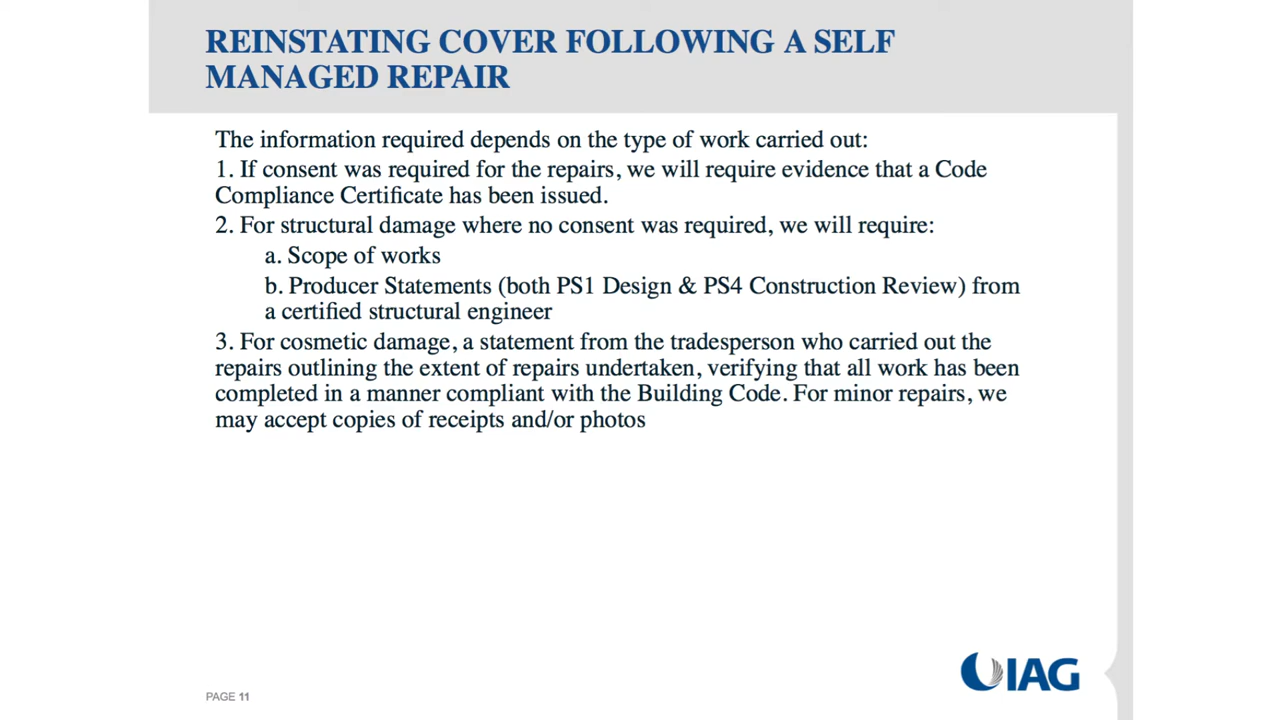 REINSTATING COVER FOLLOWING A SELF
MANAGED REPAIR
The information required depends on the type of work carried out:
1. If consent was required for the repairs, we will require evidence that a Code
Compliance Certificate has been issued.
2. For structural damage where no consent was required, we will require:
a. Scope of works
b. Producer Statements (both PS1 Design & PS4 Construction Review) from
a certified structural engineer
3. For cosmetic damage, a statement from the tradesperson who carried out the
repairs outlining the extent of repairs undertaken, verifying that all work has been
completed in a manner compliant with the Building Code. For minor repairs, we
may accept copies of receipts and/or photos
IAG
PAGE 11